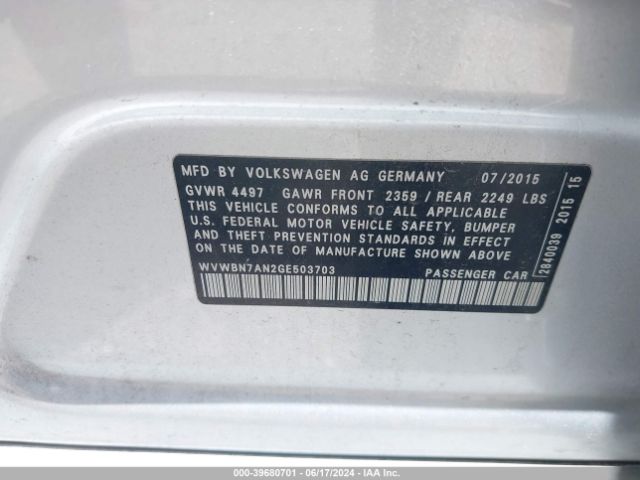 MFD BY VOLKSWAGEN AG GERMANY 07/2015
GVWR 4497 GAWR FRONT 2359 / REAR 2249 LBS
THIS VEHICLE CONFORMS TO ALL APPLICABLE
U.S. FEDERAL MOTOR VEHICLE SAFETY, BUMPER
AND THEFT PREVENTION STANDARDS IN EFFECT
ON THE DATE OF MANUFACTURE SHOWN ABOVE
WVWBN7AN2GE503703 PASSENGER CAR
2840039 2015 15
000-39680701 - 06/17/2024 - IAAI.com